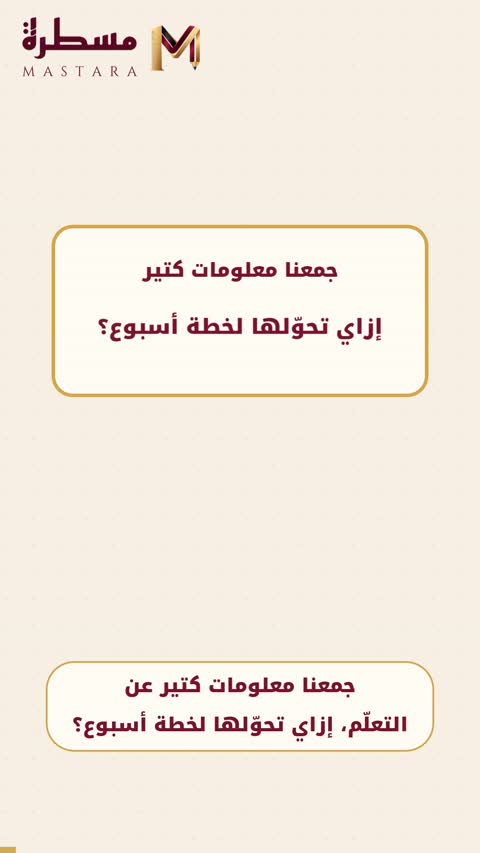 مسطرة
MASTARA
جمعنا معلومات كتير
إزاي تحوّلها لخطة أسبوع؟
جمعنا معلومات كتير عن
التعلّم، إزاي تحوّلها لخطة أسبوع؟